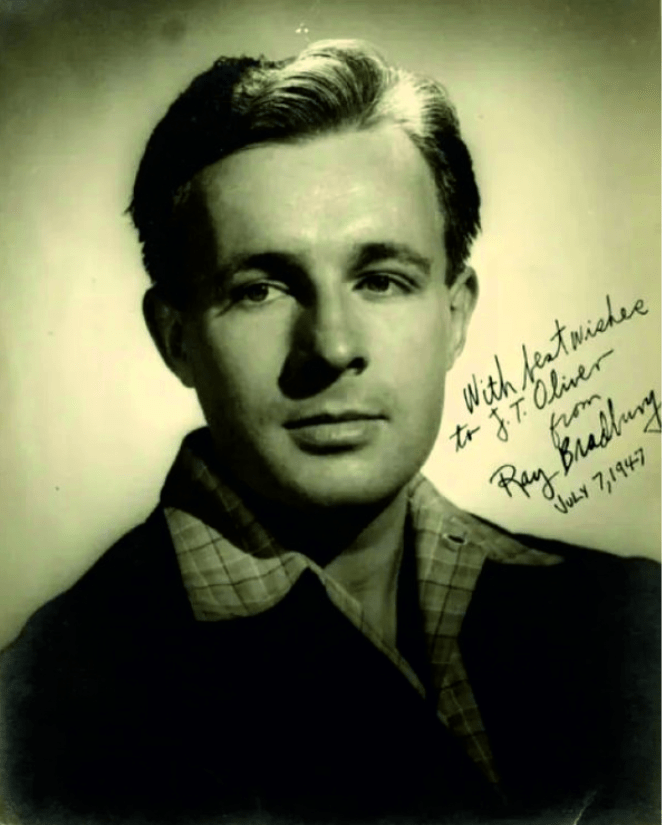 With best wishes
to J.T. Oliver
from
Ray Bradbury
July 7, 1947